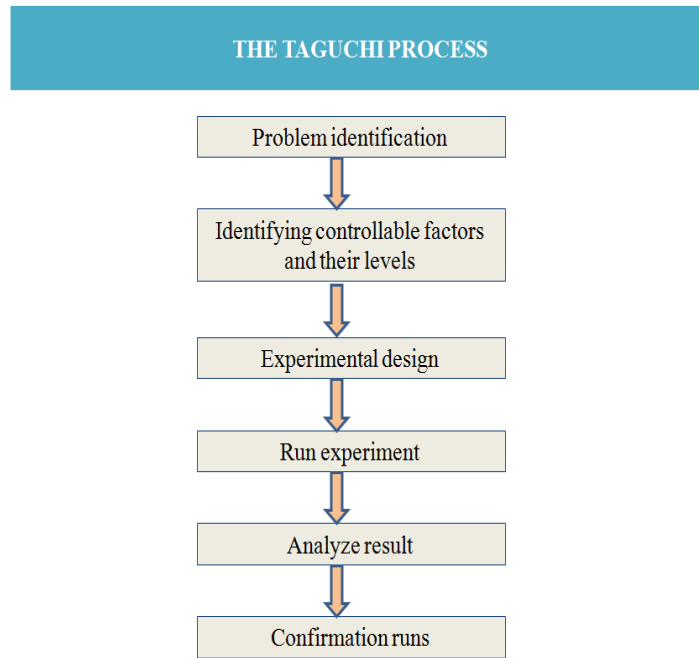 THE TAGUCHI PROCESS
Problem identification
Identifying controllable factors
and their levels
Experimental design
Run experiment
Analyze result
Confirmation runs